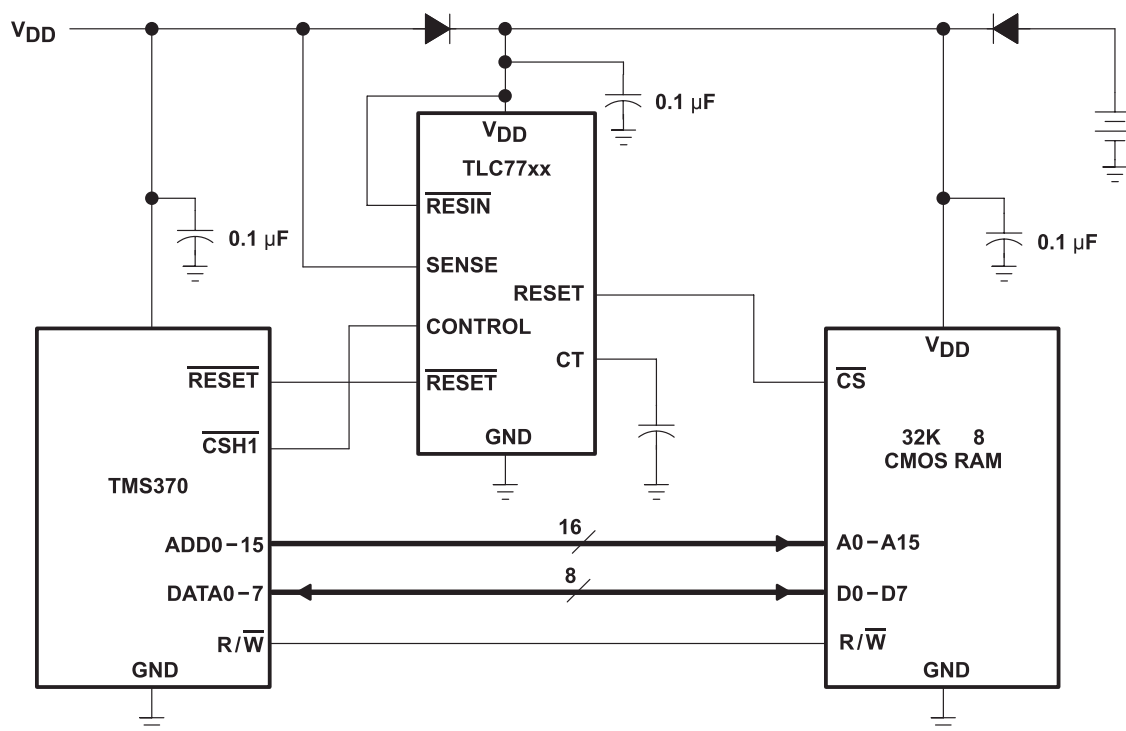 VDD
0.1 µF
VDD
TLC77xx
RESIN
0.1 µF
SENSE
0.1 µF
RESET
CONTROL
VDD
CT
RESET
RESET
CS
CSH1
GND
32K 8
CMOS RAM
TMS370
16
ADD0–15
A0–A15
8
DATA0–7
D0–D7
R/W
R/W
GND
GND